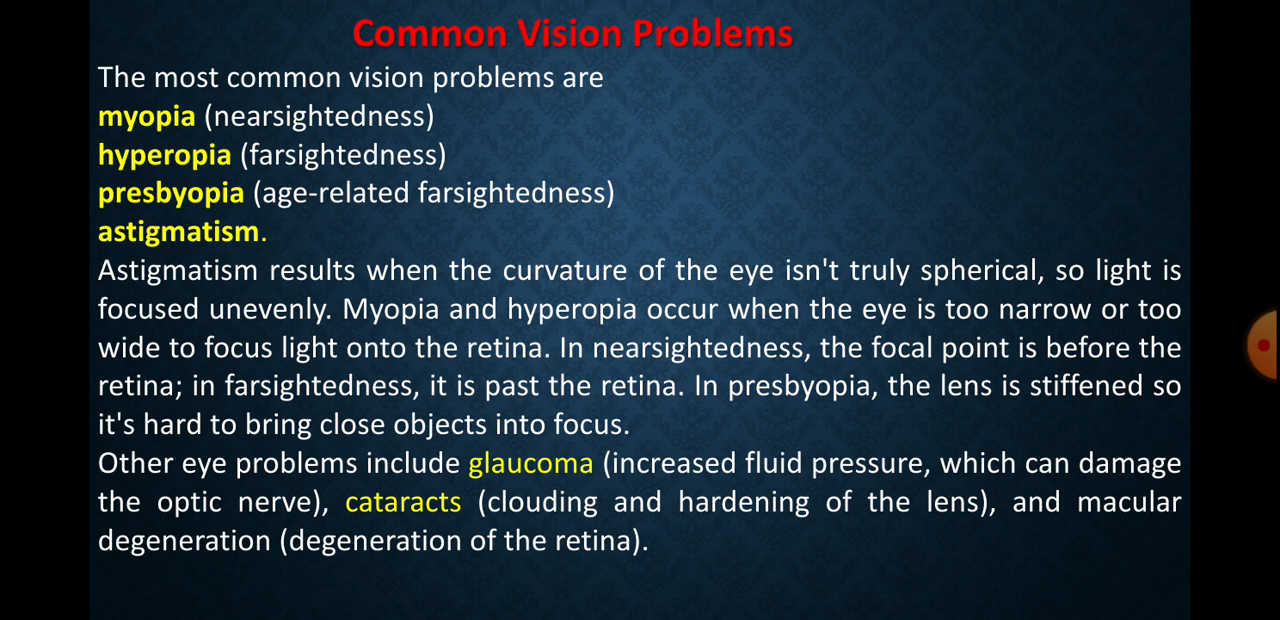 Common Vision Problems
The most common vision problems are
myopia (nearsightedness)
hyperopia (farsightedness)
presbyopia (age-related farsightedness)
astigmatism.
Astigmatism results when the curvature of the eye isn't truly spherical, so light is
focused unevenly. Myopia and hyperopia occur when the eye is too narrow or too
wide to focus light onto the retina. In nearsightedness, the focal point is before the
retina; in farsightedness, it is past the retina. In presbyopia, the lens is stiffened so
it's hard to bring close objects into focus.
Other eye problems include glaucoma (increased fluid pressure, which can damage
the optic nerve), cataracts (clouding and hardening of the lens), and macular
degeneration (degeneration of the retina).